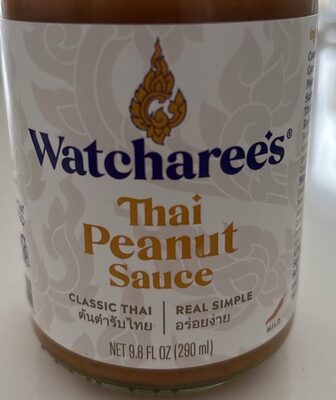 Watcharee's®
Thai
Peanut
Sauce
CLASSIC THAI
ต้นตำรับไทย
REAL SIMPLE
อร่อยง่าย
MILD
NET 9.8 FL OZ (290 ml)